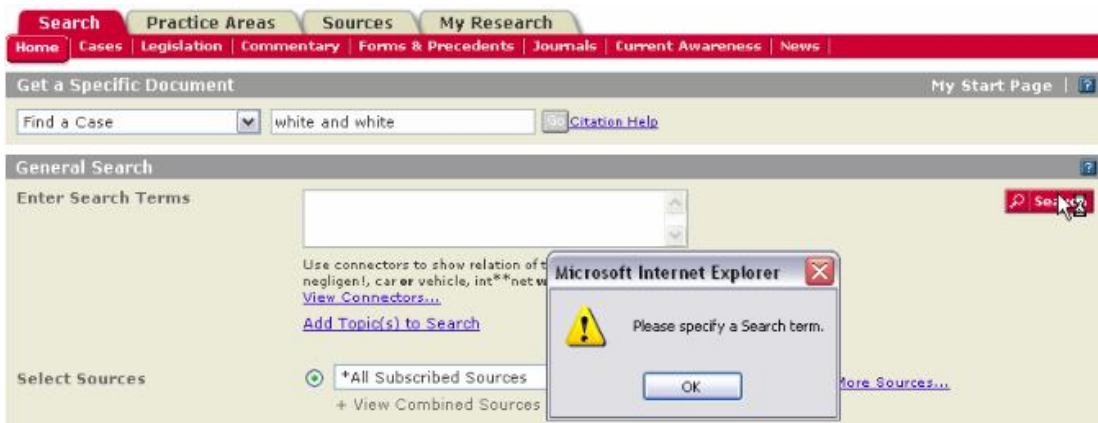 Search Practice Areas Sources My Research
Home Cases Legislation Commentary Forms & Precedents Journals Current Awareness News
Get a Specific Document My Start Page | ?
Find a Case white and white Go Citation Help
General Search ?
Enter Search Terms Search
Use connectors to show relation of
negligen!, car or vehicle, int**net
View Connectors...
Add Topic(s) to Search
Microsoft Internet Explorer
Please specify a Search term.
OK
Select Sources *All Subscribed Sources More Sources...
+ View Combined Sources